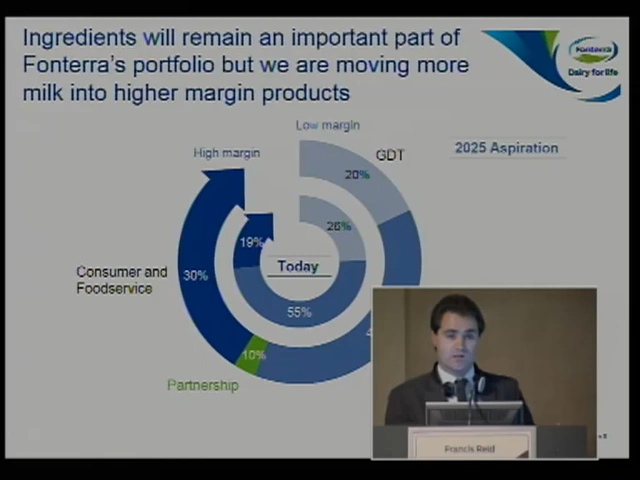 Ingredients will remain an important part of
Fonterra's portfolio but we are moving more
milk into higher margin products
Fonterra
Dairy for life
Low margin
High margin
GDT
2025 Aspiration
20%
26%
19%
Today
Consumer and
Foodservice
30%
55%
4
10%
Partnership
Francis Reid